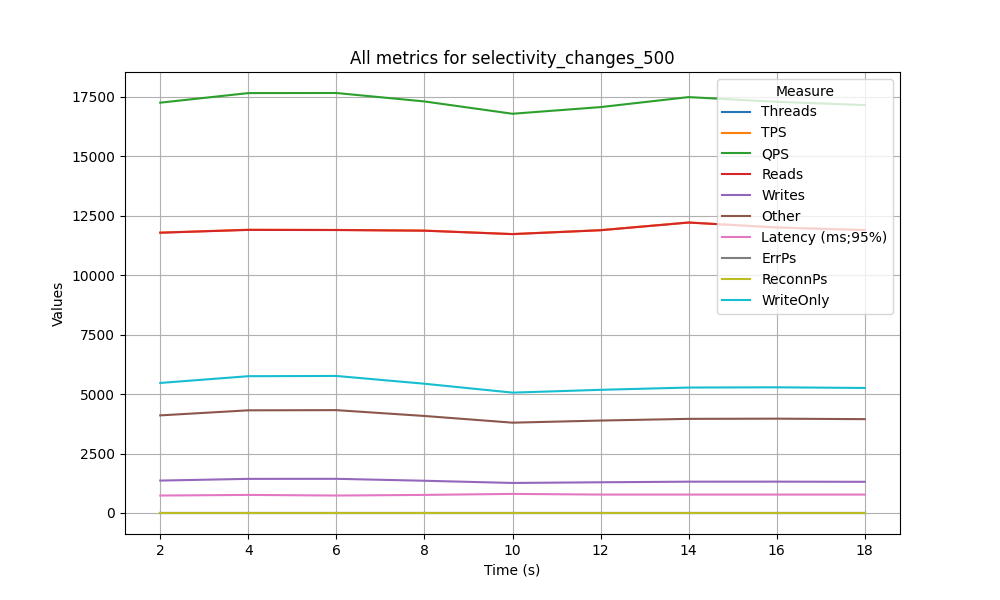 All metrics for selectivity_changes_500
17500
15000
12500
10000
7500
5000
2500
0
Values
2 4 6 8 10 12 14 16 18
Time (s)
Measure
Threads
TPS
QPS
Reads
Writes
Other
Latency (ms;95%)
ErrPs
ReconnPs
WriteOnly